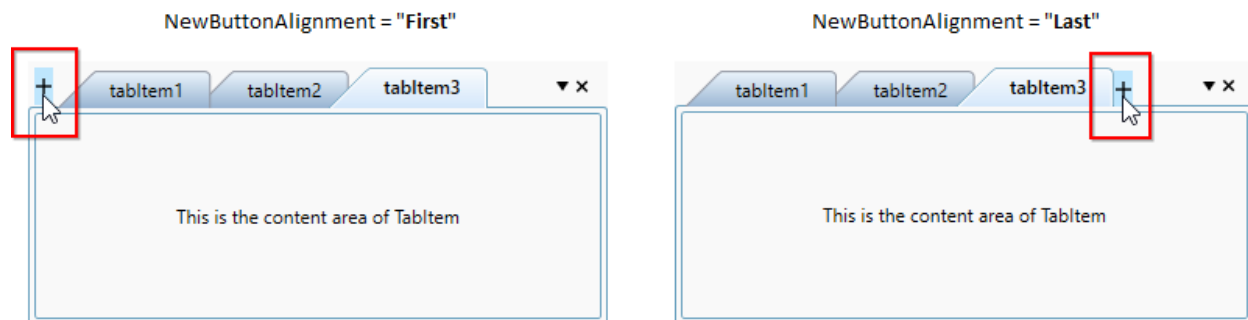 NewButtonAlignment = "First"
NewButtonAlignment = "Last"
tabItem1 tabItem2 tabItem3
tabItem1 tabItem2 tabItem3
This is the content area of TabItem
This is the content area of TabItem